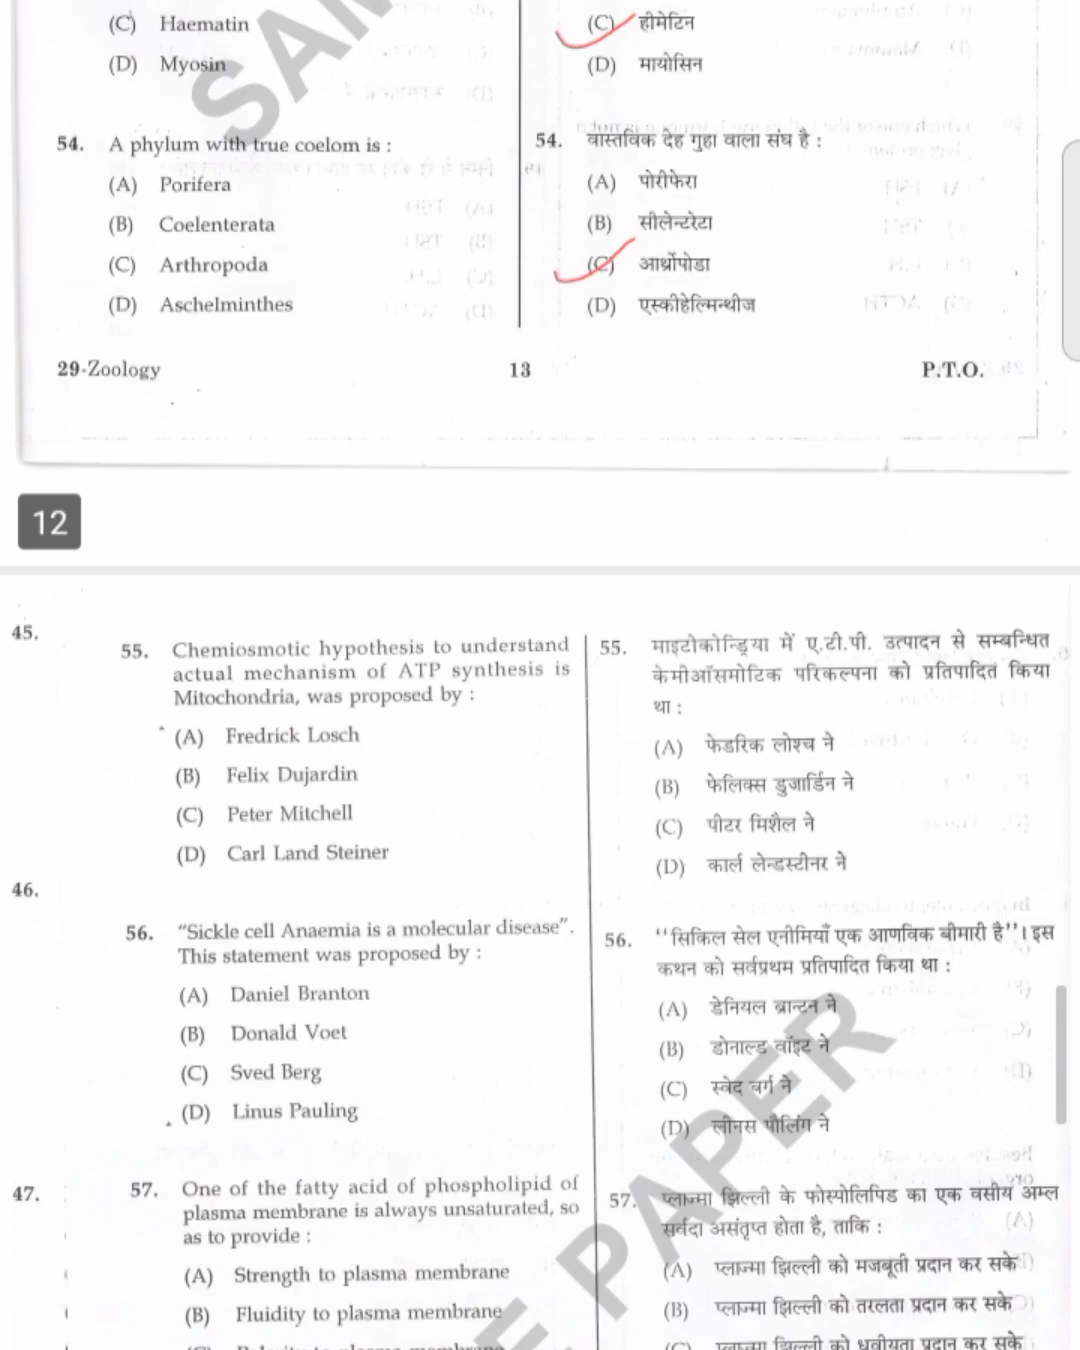 (C) Haematin
(D) Myosin
54. A phylum with true coelom is :
(A) Porifera
(B) Coelenterata
(C) Arthropoda
(D) Aschelminthes
(C) हीमेटिन
(D) मायोसिन
54. वास्तविक देह गुहा वाला संघ है :
(A) पोरीफेरा
(B) सीलेन्टरेटा
(C) आर्थ्रोपोडा
(D) एस्कीहेल्मिन्थीज
29-Zoology 13 P.T.O.
12
45.
55. Chemiosmotic hypothesis to understand
actual mechanism of ATP synthesis is
Mitochondria, was proposed by :
(A) Fredrick Losch
(B) Felix Dujardin
(C) Peter Mitchell
(D) Carl Land Steiner
46.
56. "Sickle cell Anaemia is a molecular disease".
This statement was proposed by :
(A) Daniel Branton
(B) Donald Voet
(C) Sved Berg
(D) Linus Pauling
47.
57. One of the fatty acid of phospholipid of
plasma membrane is always unsaturated, so
as to provide :
(A) Strength to plasma membrane
(B) Fluidity to plasma membrane
55. माइटोकोन्ड्रिया में ए.टी.पी. उत्पादन से सम्बन्धित
केमीऑसमोटिक परिकल्पना को प्रतिपादित किया
था :
(A) फेडरिक लोश्च ने
(B) फेलिक्स डुजार्डिन ने
(C) पीटर मिशैल ने
(D) कार्ल लेन्डस्टीनर ने
56. ''सिकिल सेल एनीमियाँ एक आणविक बीमारी है''। इस
कथन को सर्वप्रथम प्रतिपादित किया था :
(A) डेनियल ब्रान्टन ने
(B) डोनाल्ड वॉइट ने
(C) स्वेद बर्ग ने
(D) लीनस पौलिंग ने
57. प्लाज्मा झिल्ली के फोस्पोलिपिड का एक वसीय अम्ल
सर्वदा असंतृप्त होता है, ताकि :
(A) प्लाज्मा झिल्ली को मजबूती प्रदान कर सके
(B) प्लाज्मा झिल्ली को तरलता प्रदान कर सके
(C) प्लाज्मा झिल्ली को ध्रुवीयता प्रदान कर सके
PAPER